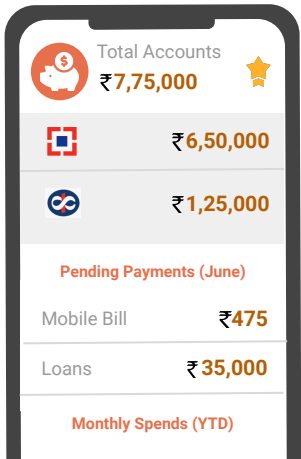 Total Accounts
₹7,75,000
₹6,50,000
₹1,25,000
Pending Payments (June)
Mobile Bill ₹475
Loans ₹35,000
Monthly Spends (YTD)